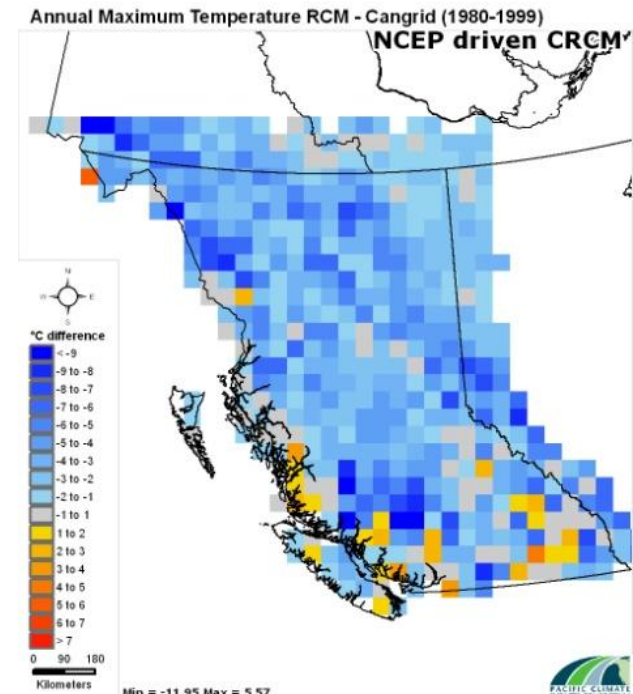 Annual Maximum Temperature RCM - Cangrid (1980-1999)
NCEP driven CRCM
N
W E
S
°C difference
< -9
-9 to -8
-8 to -7
-7 to -6
-6 to -5
-5 to -4
-4 to -3
-3 to -2
-2 to -1
-1 to 1
1 to 2
2 to 3
3 to 4
4 to 5
5 to 6
6 to 7
> 7
0 90 180
Kilometers
Min = -11.95 Max = 5.57
PACIFIC CLIMATE